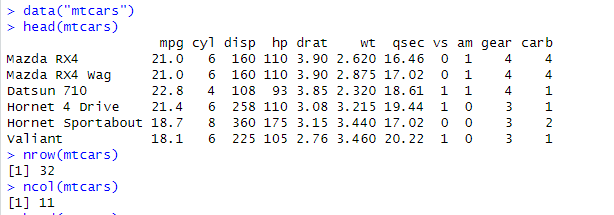 > data("mtcars")
> head(mtcars)
                   mpg cyl disp  hp drat    wt  qsec vs am gear carb
Mazda RX4         21.0   6  160 110 3.90 2.620 16.46  0  1    4    4
Mazda RX4 Wag     21.0   6  160 110 3.90 2.875 17.02  0  1    4    4
Datsun 710        22.8   4  108  93 3.85 2.320 18.61  1  1    4    1
Hornet 4 Drive    21.4   6  258 110 3.08 3.215 19.44  1  0    3    1
Hornet Sportabout 18.7   8  360 175 3.15 3.440 17.02  0  0    3    2
Valiant           18.1   6  225 105 2.76 3.460 20.22  1  0    3    1
> nrow(mtcars)
[1] 32
> ncol(mtcars)
[1] 11